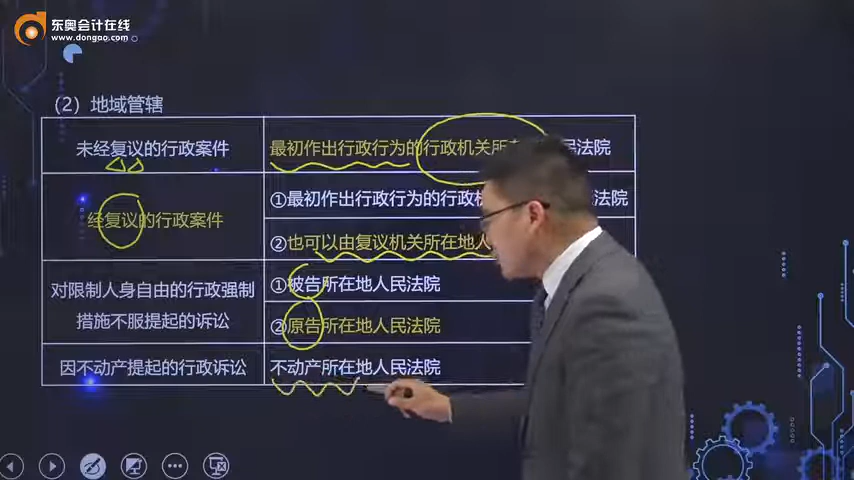 东奥会计在线
www.dongao.com
（2）地域管辖
未经复议的行政案件
最初作出行政行为的行政机关所 民法院
经复议的行政案件
①最初作出行政行为的行政机 法院
②也可以由复议机关所在地人
对限制人身自由的行政强制
措施不服提起的诉讼
①被告所在地人民法院
②原告所在地人民法院
因不动产提起的行政诉讼
不动产所在地人民法院